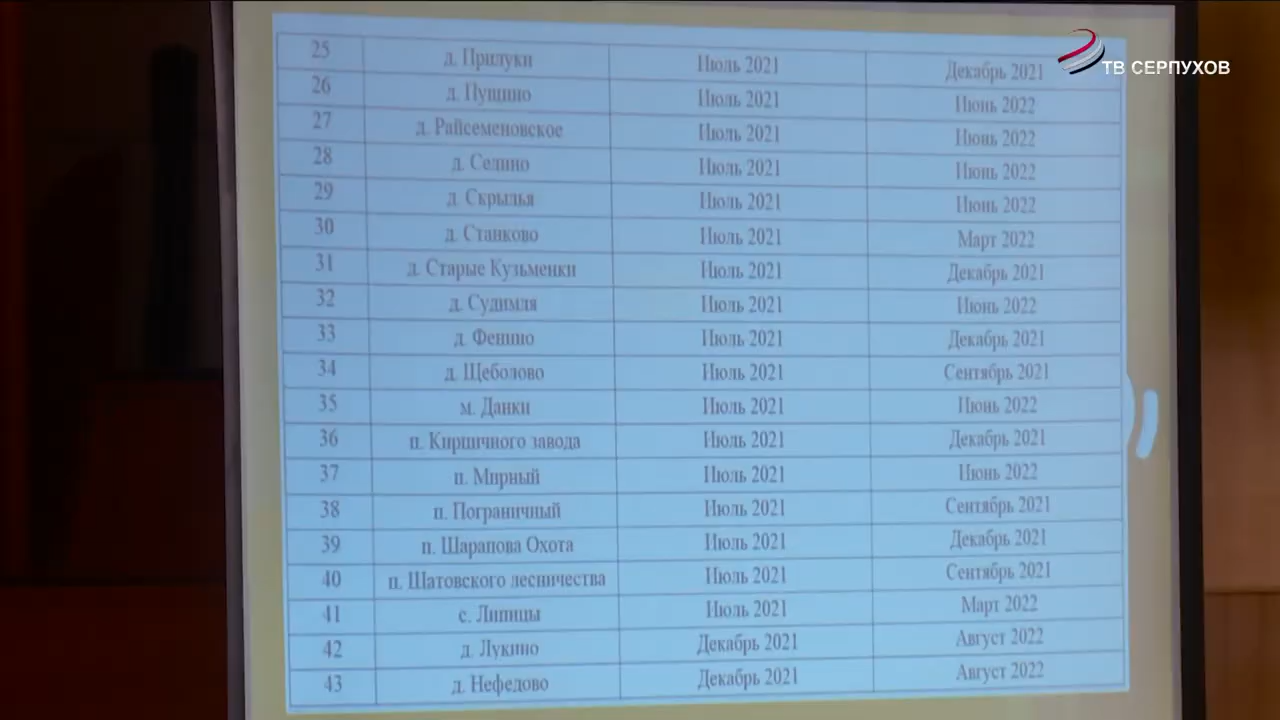 ТВ СЕРПУХОВ
25 д. Прилуки Июль 2021 Декабрь 2021
26 д. Пущино Июль 2021 Июнь 2022
27 д. Райсеменовское Июль 2021 Июнь 2022
28 д. Селино Июль 2021 Июнь 2022
29 д. Скрылья Июль 2021 Июнь 2022
30 д. Станково Июль 2021 Март 2022
31 д. Старые Кузьменки Июль 2021 Декабрь 2021
32 д. Судимля Июль 2021 Июнь 2022
33 д. Фенино Июль 2021 Декабрь 2021
34 д. Щеболово Июль 2021 Сентябрь 2021
35 м. Данки Июль 2021 Июнь 2022
36 п. Кирпичного завода Июль 2021 Декабрь 2021
37 п. Мирный Июль 2021 Июнь 2022
38 п. Пограничный Июль 2021 Сентябрь 2021
39 п. Шарапова Охота Июль 2021 Декабрь 2021
40 п. Шатовского лесничества Июль 2021 Сентябрь 2021
41 с. Липицы Июль 2021 Март 2022
42 д. Лукино Декабрь 2021 Август 2022
43 д. Нефедово Декабрь 2021 Август 2022